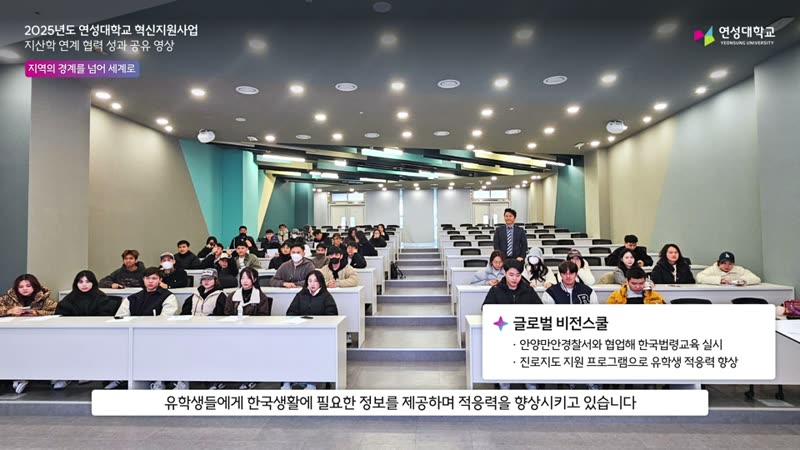 2025년도 연성대학교 혁신지원사업
지산학 연계 협력 성과 공유 영상
지역의 경계를 넘어 세계로
연성대학교
YEONSUNG UNIVERSITY
글로벌 비전스쿨
· 안양만안경찰서와 협업해 한국법령교육 실시
· 진로지도 지원 프로그램으로 유학생 적응력 향상
유학생들에게 한국생활에 필요한 정보를 제공하며 적응력을 향상시키고 있습니다